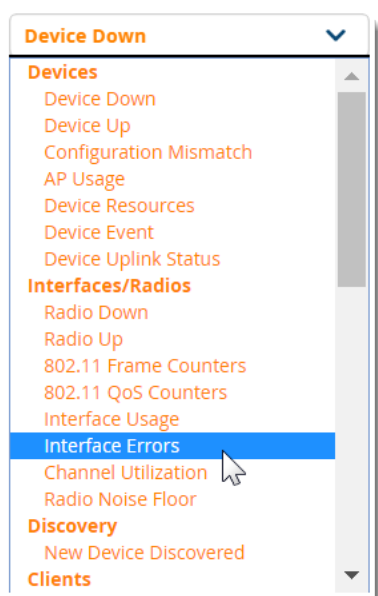 Device Down
Devices
Device Down
Device Up
Configuration Mismatch
AP Usage
Device Resources
Device Event
Device Uplink Status
Interfaces/Radios
Radio Down
Radio Up
802.11 Frame Counters
802.11 QoS Counters
Interface Usage
Interface Errors
Channel Utilization
Radio Noise Floor
Discovery
New Device Discovered
Clients